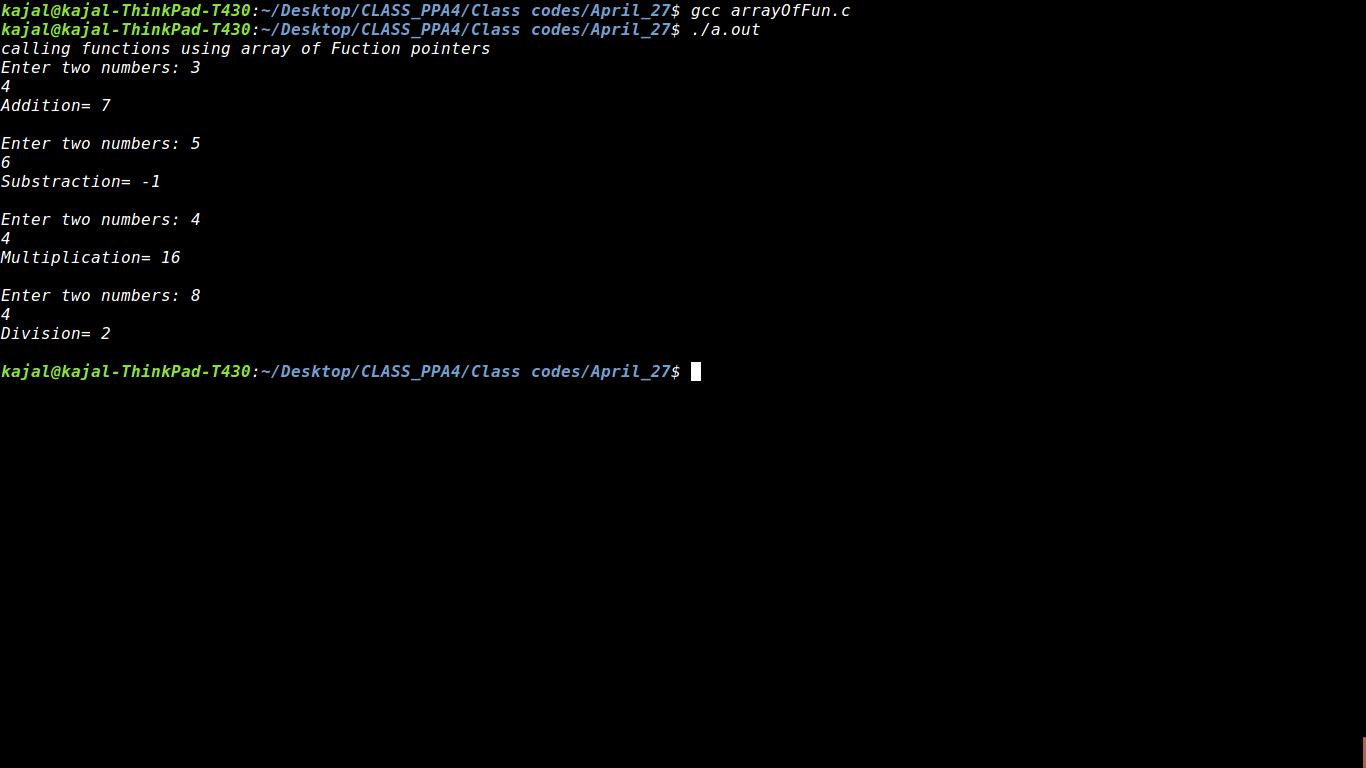 kajal@kajal-ThinkPad-T430:~/Desktop/CLASS_PPA4/Class codes/April_27$ gcc arrayOfFun.c
kajal@kajal-ThinkPad-T430:~/Desktop/CLASS_PPA4/Class codes/April_27$ ./a.out
calling functions using array of Fuction pointers
Enter two numbers: 3
4
Addition= 7
Enter two numbers: 5
6
Substraction= -1
Enter two numbers: 4
4
Multiplication= 16
Enter two numbers: 8
4
Division= 2
kajal@kajal-ThinkPad-T430:~/Desktop/CLASS_PPA4/Class codes/April_27$